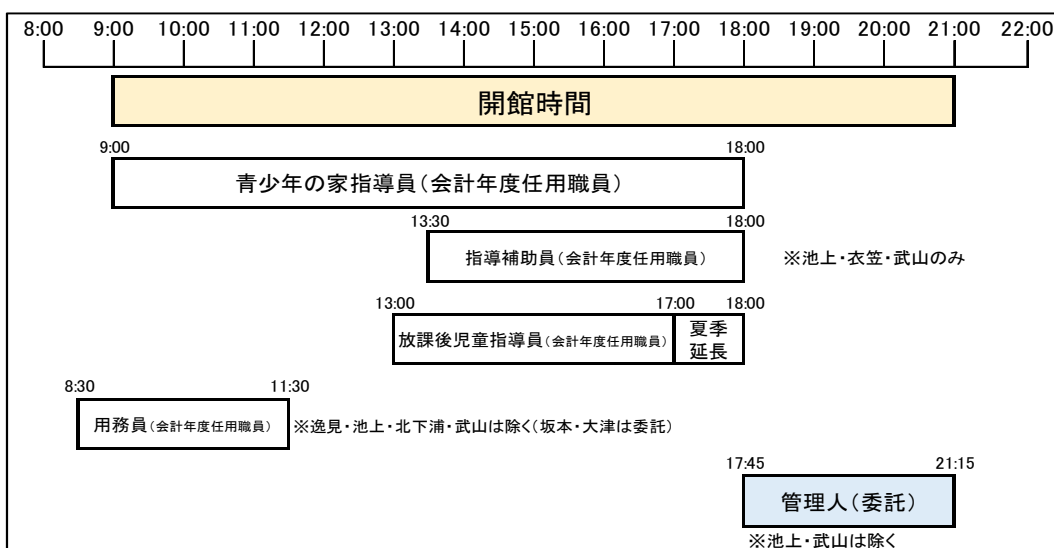 8:00 9:00 10:00 11:00 12:00 13:00 14:00 15:00 16:00 17:00 18:00 19:00 20:00 21:00 22:00
開館時間
9:00 18:00
青少年の家指導員(会計年度任用職員)
13:30 18:00
指導補助員(会計年度任用職員) ※池上・衣笠・武山のみ
13:00 17:00 18:00
放課後児童指導員(会計年度任用職員) 夏季
延長
8:30 11:30
用務員(会計年度任用職員) ※逸見・池上・北下浦・武山は除く(坂本・大津は委託)
17:45 21:15
管理人(委託)
※池上・武山は除く